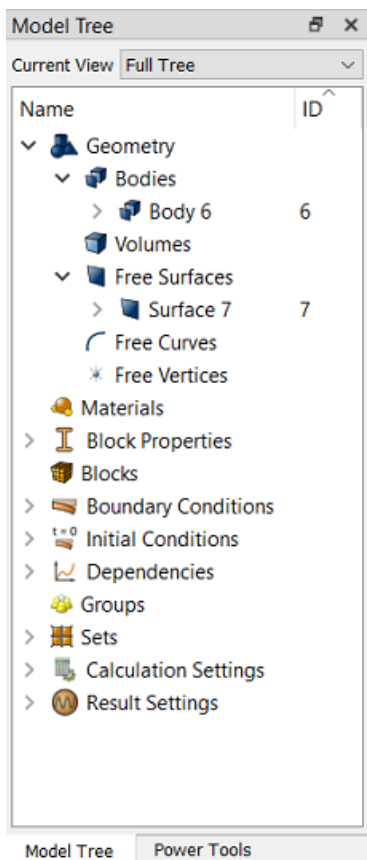 Model Tree
Current View Full Tree
Name ID
Geometry
Bodies
Body 6 6
Volumes
Free Surfaces
Surface 7 7
Free Curves
Free Vertices
Materials
Block Properties
Blocks
Boundary Conditions
t = 0 Initial Conditions
Dependencies
Groups
Sets
Calculation Settings
Result Settings
Model Tree Power Tools